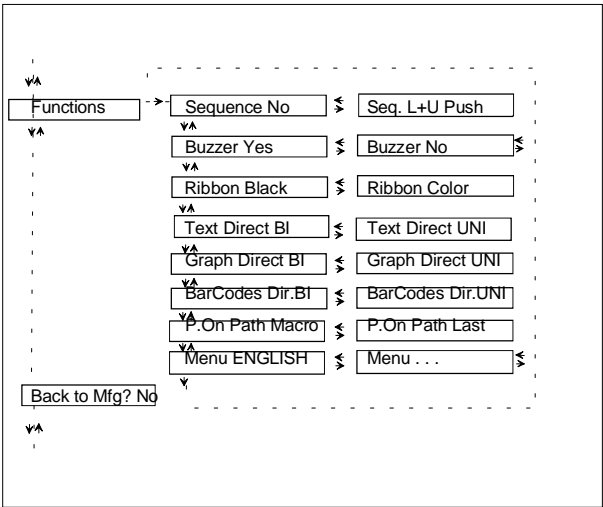 Functions
Sequence No
Seq. L+U Push
Buzzer Yes
Buzzer No
Ribbon Black
Ribbon Color
Text Direct BI
Text Direct UNI
Graph Direct BI
Graph Direct UNI
BarCodes Dir.BI
BarCodes Dir.UNI
P.On Path Macro
P.On Path Last
Menu ENGLISH
Menu . . .
Back to Mfg? No